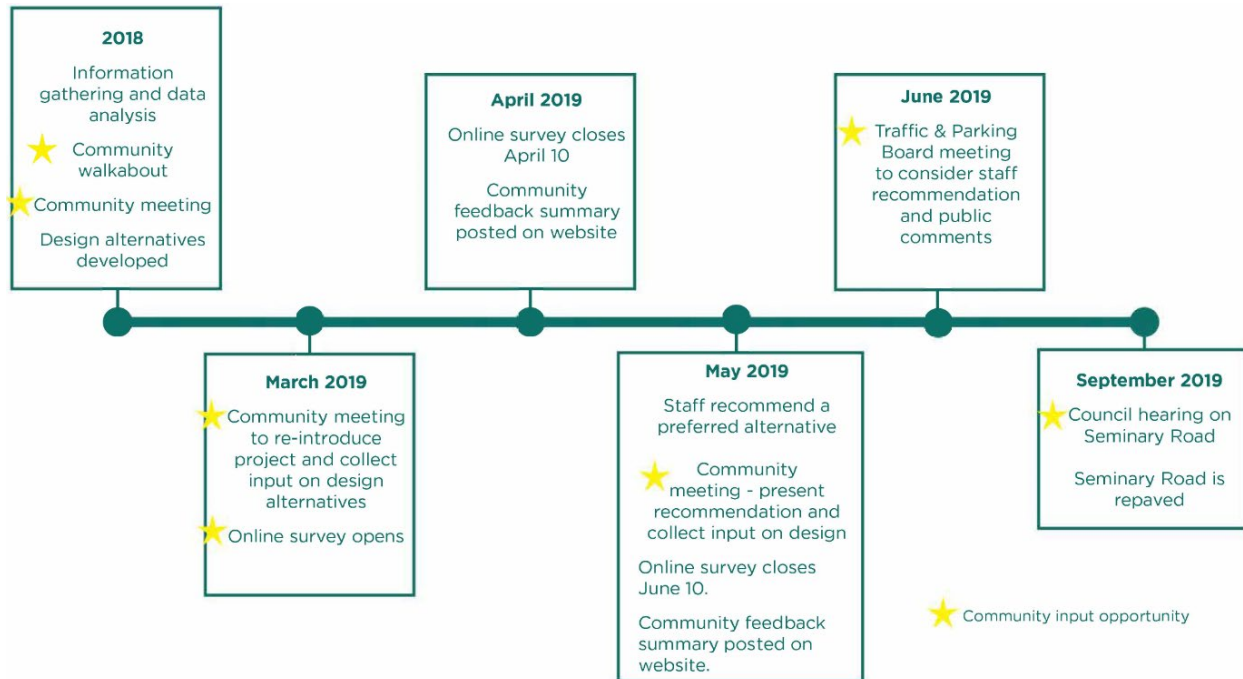 2018
Information
gathering and data
analysis
Community
walkabout
Community meeting
Design alternatives
developed
March 2019
Community meeting
to re-introduce
project and collect
input on design
alternatives
Online survey opens
April 2019
Online survey closes
April 10
Community
feedback summary
posted on website
May 2019
Staff recommend a
preferred alternative
Community
meeting - present
recommendation and
collect input on design
Online survey closes
June 10.
Community feedback
summary posted on
website.
June 2019
Traffic & Parking
Board meeting
to consider staff
recommendation
and public
comments
September 2019
Council hearing on
Seminary Road
Seminary Road is
repaved
Community input opportunity